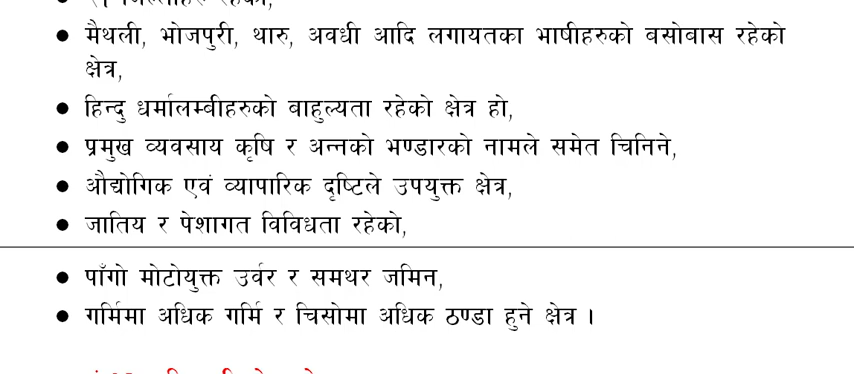 ● मैथली, भोजपुरी, थारु, अवधी आदि लगायतका भाषीहरुको बसोबास रहेको
क्षेत्र,
● हिन्दु धर्मालम्बीहरुको वाहुल्यता रहेको क्षेत्र हो,
● प्रमुख व्यवसाय कृषि र अन्नको भण्डारको नामले समेत चिनिने,
● औद्योगिक एवं व्यापारिक दृष्टिले उपयुक्त क्षेत्र,
● जातिय र पेशागत विविधता रहेको,
● पाँगो मोटोयुक्त उर्वर र समथर जमिन,
● गर्मिमा अधिक गर्मि र चिसोमा अधिक ठण्डा हुने क्षेत्र ।